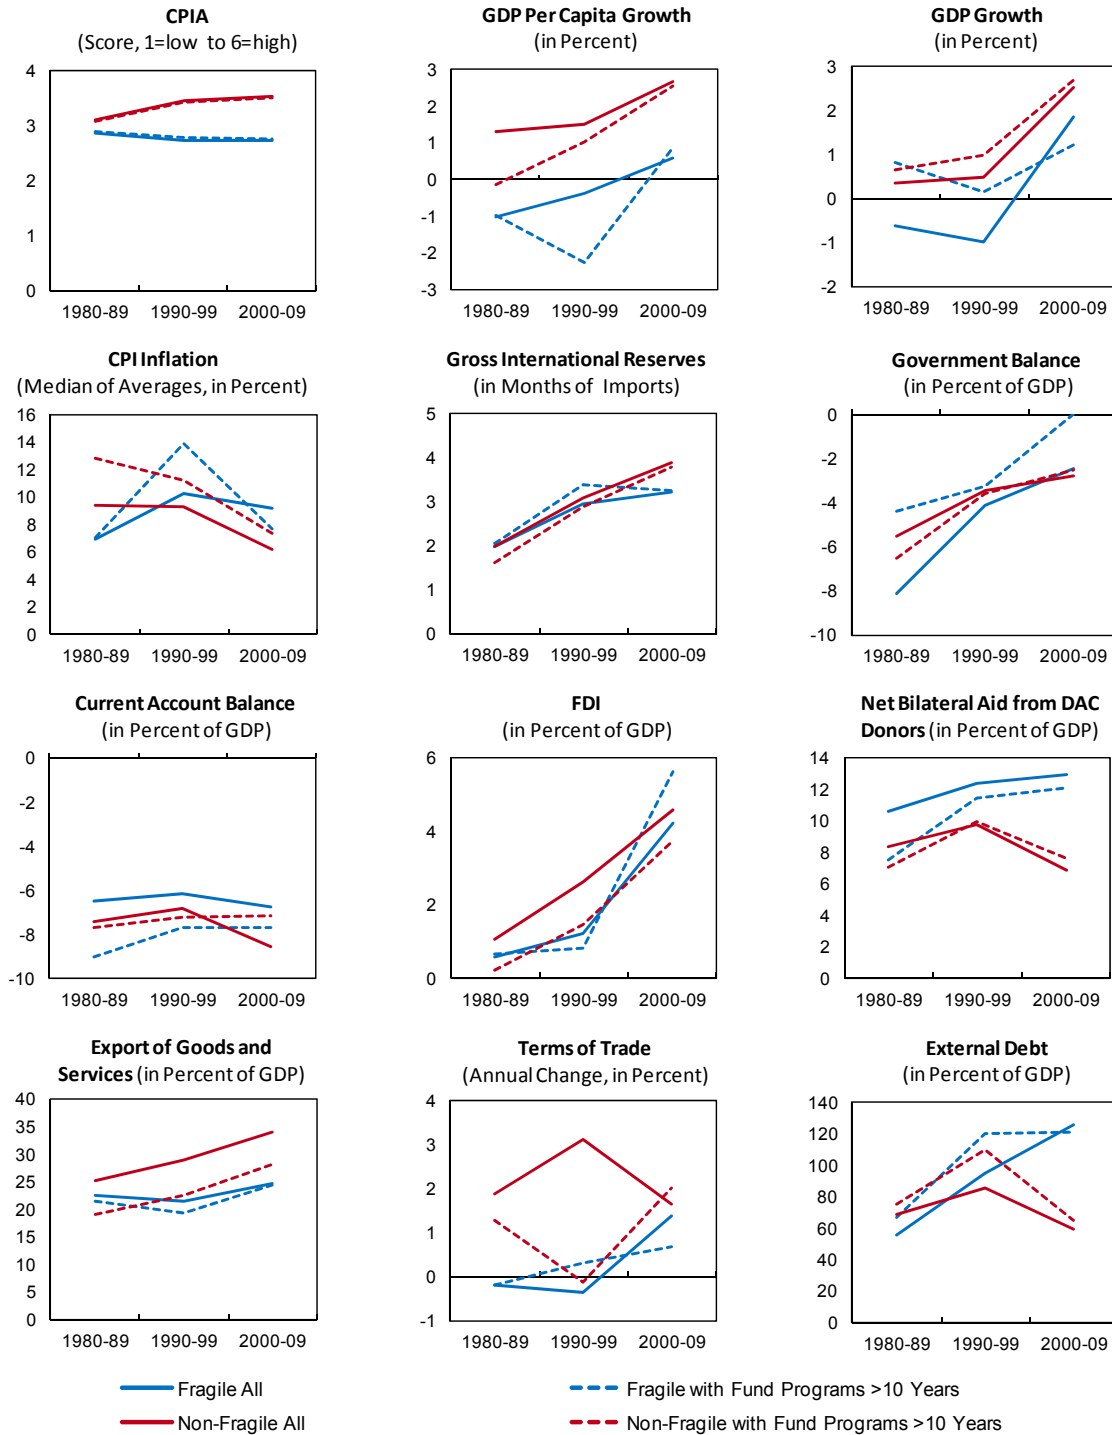 CPIA
(Score, 1=low to 6=high)
4
3
2
1
0
1980-89 1990-99 2000-09
GDP Per Capita Growth
(in Percent)
3
2
1
0
-1
-2
-3
1980-89 1990-99 2000-09
GDP Growth
(in Percent)
3
2
1
0
-1
-2
1980-89 1990-99 2000-09
CPI Inflation
(Median of Averages, in Percent)
16
14
12
10
8
6
4
2
0
1980-89 1990-99 2000-09
Gross International Reserves
(in Months of Imports)
5
4
3
2
1
0
1980-89 1990-99 2000-09
Government Balance
(in Percent of GDP)
0
-2
-4
-6
-8
-10
1980-89 1990-99 2000-09
Current Account Balance
(in Percent of GDP)
0
-2
-4
-6
-8
-10
1980-89 1990-99 2000-09
FDI
(in Percent of GDP)
6
4
2
0
1980-89 1990-99 2000-09
Net Bilateral Aid from DAC
Donors (in Percent of GDP)
14
12
10
8
6
4
2
0
1980-89 1990-99 2000-09
Export of Goods and
Services (in Percent of GDP)
40
35
30
25
20
15
10
5
0
1980-89 1990-99 2000-09
Terms of Trade
(Annual Change, in Percent)
4
3
2
1
0
-1
1980-89 1990-99 2000-09
External Debt
(in Percent of GDP)
140
120
100
80
60
40
20
0
1980-89 1990-99 2000-09
Fragile All
Fragile with Fund Programs >10 Years
Non-Fragile All
Non-Fragile with Fund Programs >10 Years